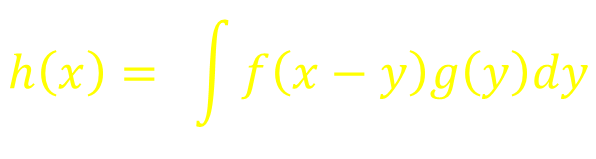 h(x) = ∫ f(x − y)g(y)dy